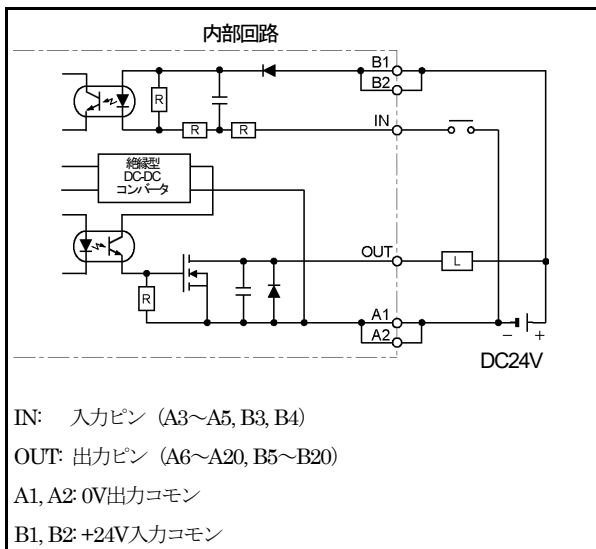 内部回路
B1
B2
R
R
R
IN
絶縁型
DC-DC
コンバータ
OUT
L
R
A1
A2
− +
DC24V
IN: 入力ピン (A3～A5, B3, B4)
OUT: 出力ピン (A6～A20, B5～B20)
A1, A2: 0V出力コモン
B1, B2: +24V入力コモン